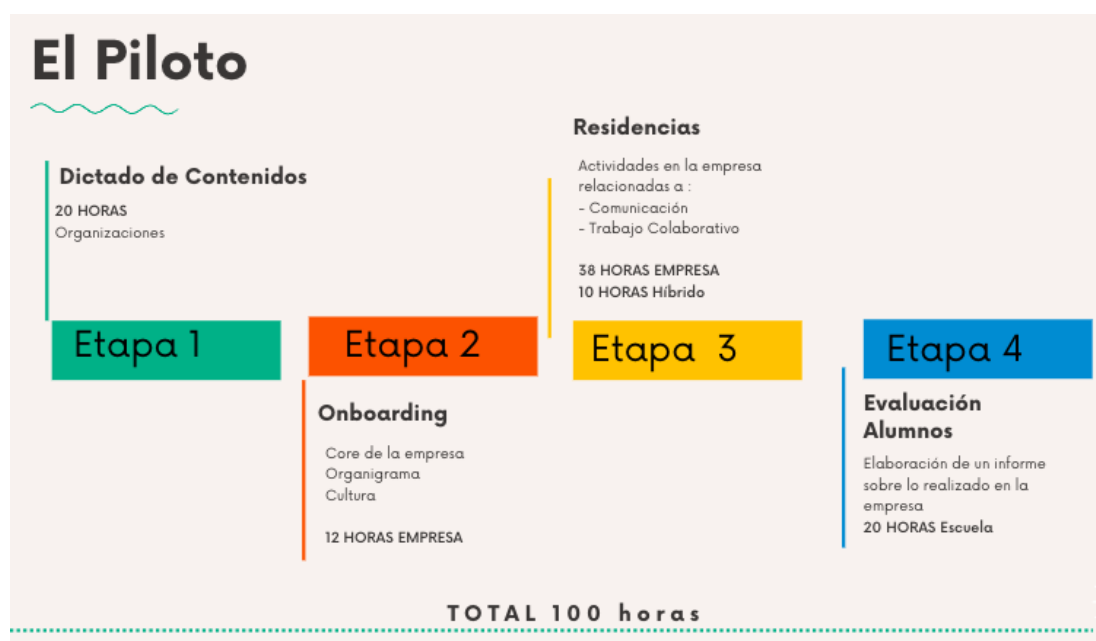 El Piloto
Dictado de Contenidos
20 HORAS
Organizaciones
Etapa 1
Etapa 2
Onboarding
Core de la empresa
Organigrama
Cultura
12 HORAS EMPRESA
Residencias
Actividades en la empresa
relacionadas a :
- Comunicación
- Trabajo Colaborativo
38 HORAS EMPRESA
10 HORAS Híbrido
Etapa 3
Etapa 4
Evaluación
Alumnos
Elaboración de un informe
sobre lo realizado en la
empresa
20 HORAS Escuela
TOTAL 100 horas